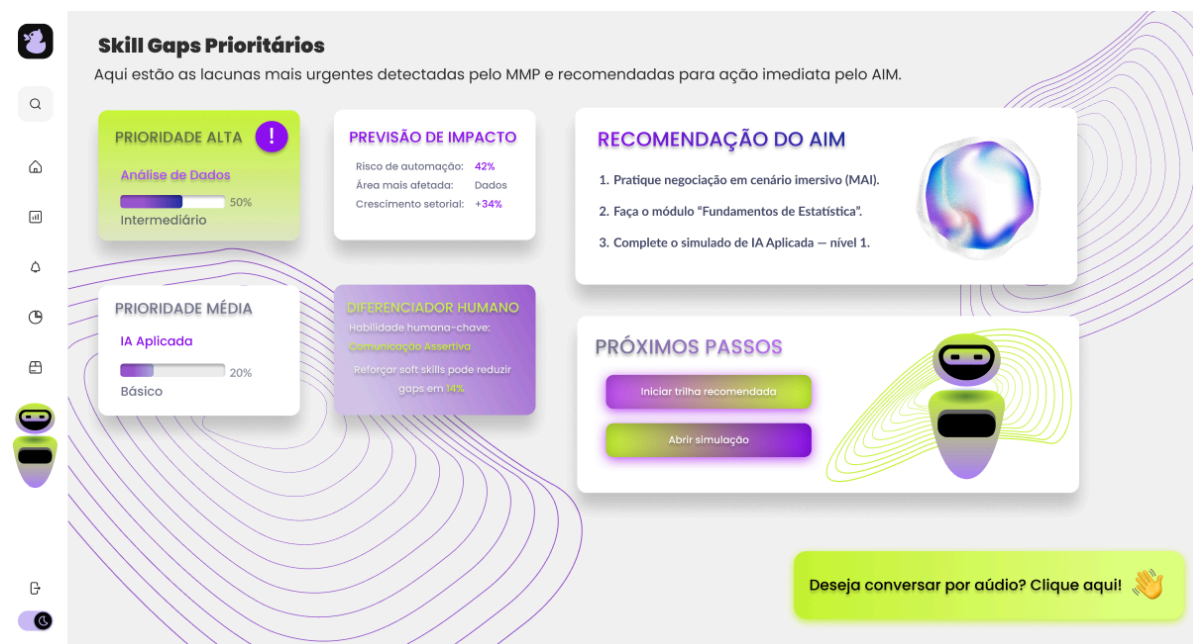 Skill Gaps Prioritários
Aqui estão as lacunas mais urgentes detectadas pelo MMP e recomendadas para ação imediata pelo AIM.
PRIORIDADE ALTA
!
Análise de Dados
50%
Intermediário
PREVISÃO DE IMPACTO
Risco de automação: 42%
Área mais afetada: Dados
Crescimento setorial: +34%
RECOMENDAÇÃO DO AIM
1. Pratique negociação em cenário imersivo (MAI).
2. Faça o módulo “Fundamentos de Estatística”.
3. Complete o simulado de IA Aplicada — nível 1.
PRIORIDADE MÉDIA
IA Aplicada
20%
Básico
DIFERENCIADOR HUMANO
Habilidade humana-chave:
Comunicação Assertiva
Reforçar soft skills pode reduzir
gaps em 14%
PRÓXIMOS PASSOS
Iniciar trilha recomendada
Abrir simulação
Deseja conversar por aúdio? Clique aqui!